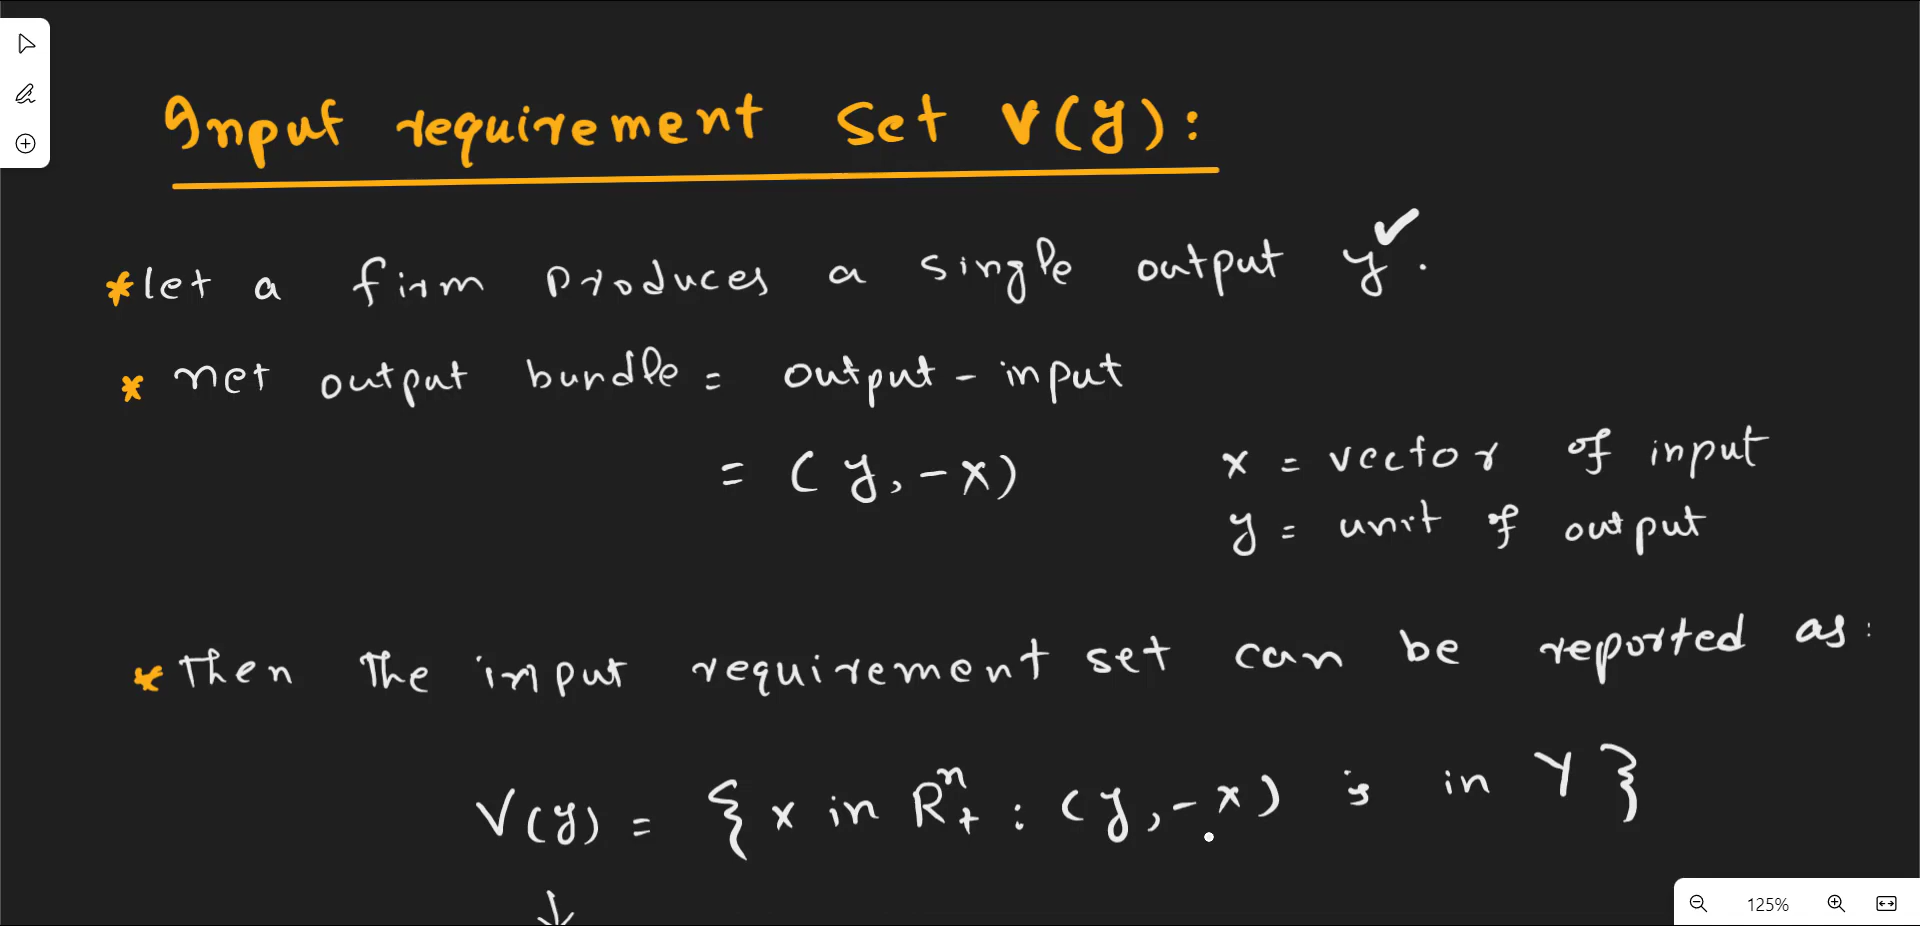 Input requirement Set V(y):
* let a firm produces a single output y.
* net output bundle = output - input
= (y, -x)
x = vector of input
y = unit of output
* Then the input requirement set can be reported as:
V(y) = { x in R^n_+ : (y, -x) is in Y }
125%